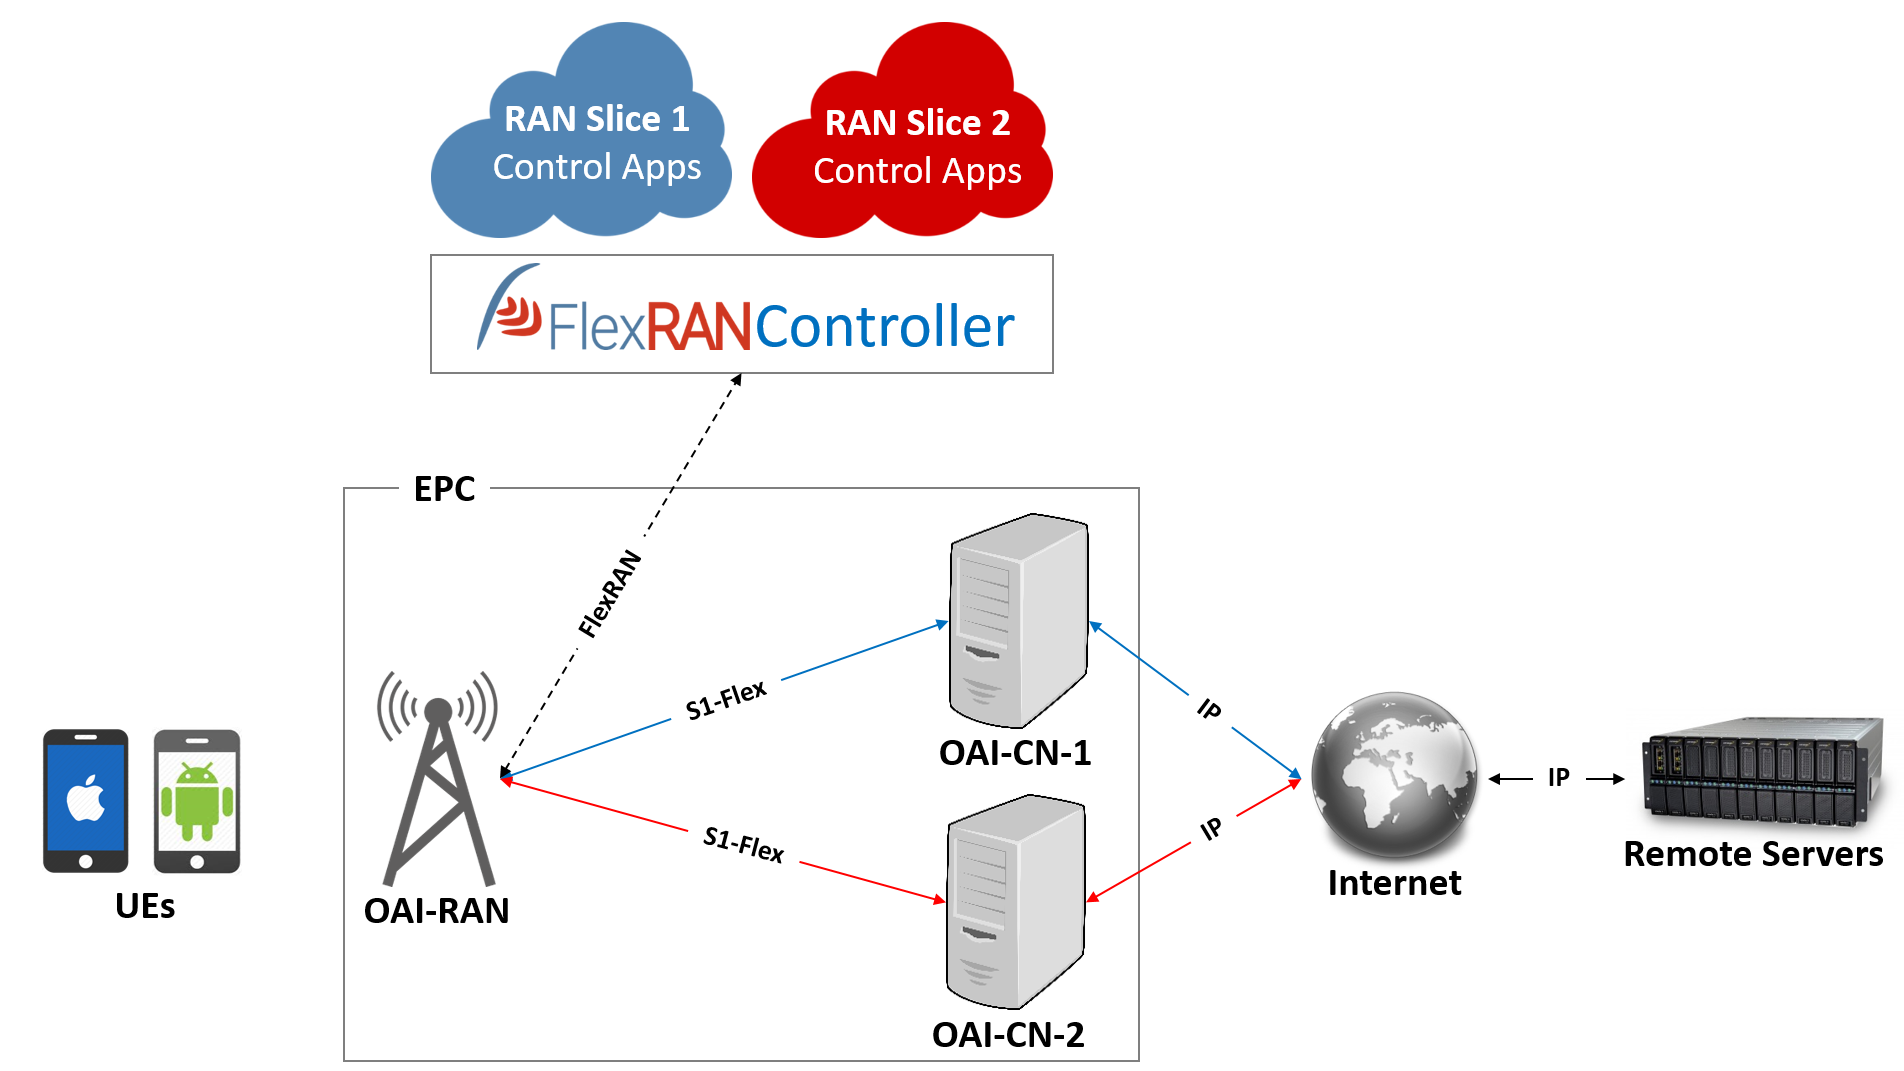 RAN Slice 1
Control Apps
RAN Slice 2
Control Apps
FlexRANController
EPC
FlexRAN
S1-Flex
OAI-CN-1
IP
S1-Flex
IP
IP
UEs
OAI-RAN
OAI-CN-2
Internet
Remote Servers